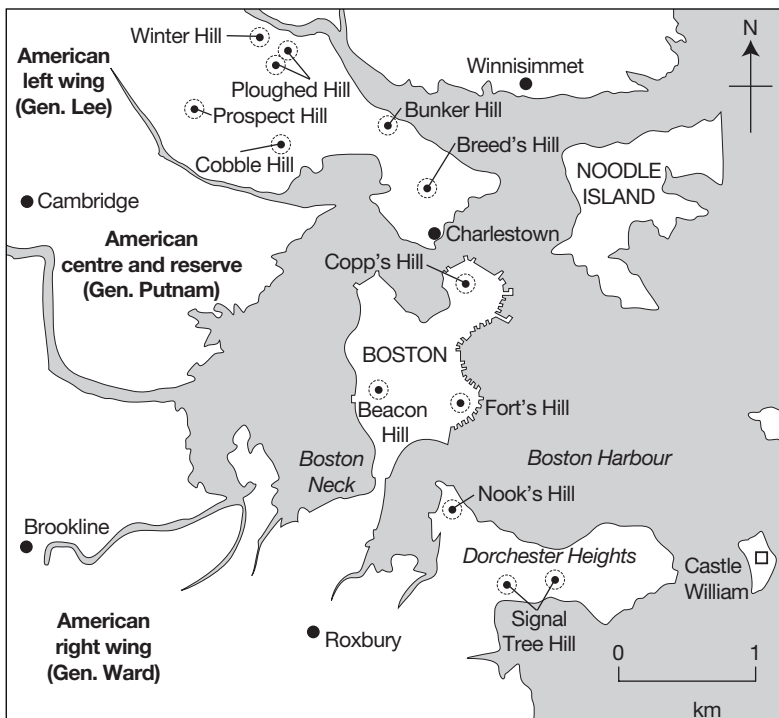 Winter Hill
N
American
left wing
(Gen. Lee)
Ploughed Hill
Winnisimmet
Prospect Hill
Bunker Hill
Cobble Hill
Breed's Hill
NOODLE
ISLAND
Cambridge
American
centre and reserve
(Gen. Putnam)
Charlestown
Copp's Hill
BOSTON
Beacon
Hill
Fort's Hill
Boston
Neck
Boston Harbour
Nook's Hill
Brookline
Dorchester Heights
Castle
William
American
right wing
(Gen. Ward)
Roxbury
Signal
Tree Hill
0 1
km